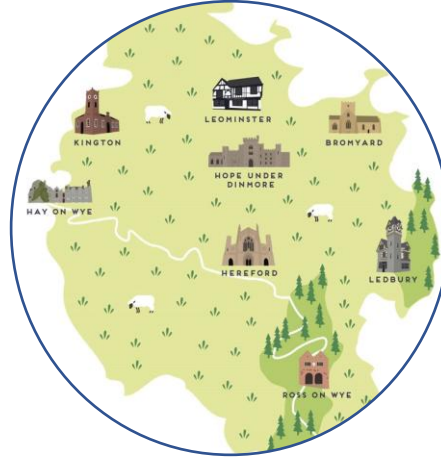 LEOMINSTER
KINGTON
BROMYARD
HOPE UNDER
DINMORE
HAY ON WYE
HEREFORD
LEDBURY
ROSS ON WYE